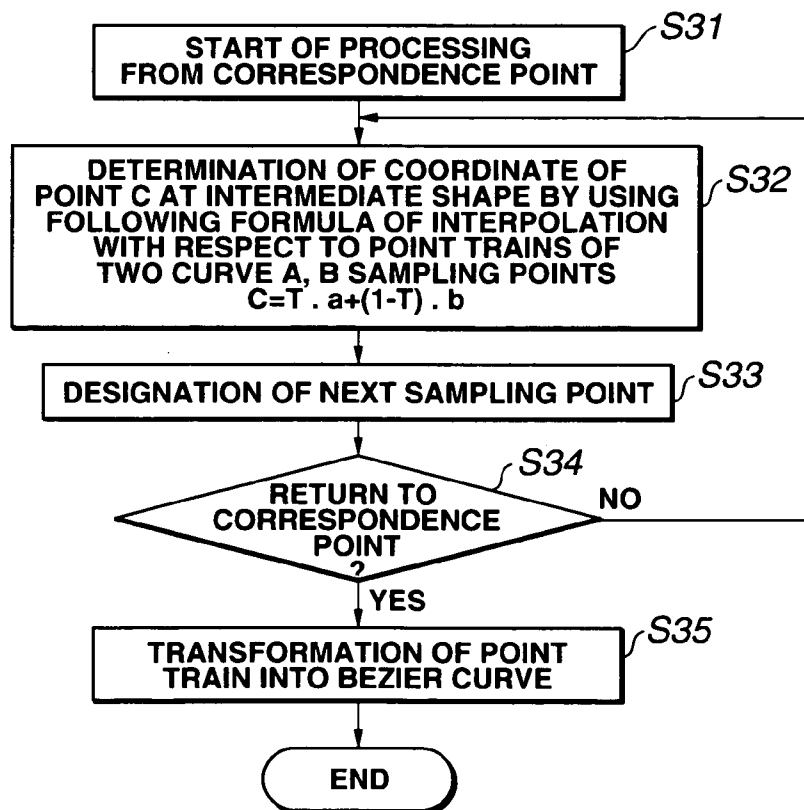 START OF PROCESSING
FROM CORRESPONDENCE POINT
S31
DETERMINATION OF COORDINATE OF
POINT C AT INTERMEDIATE SHAPE BY USING
FOLLOWING FORMULA OF INTERPOLATION
WITH RESPECT TO POINT TRAINS OF
TWO CURVE A, B SAMPLING POINTS
C=T . a+(1-T) . b
S32
DESIGNATION OF NEXT SAMPLING POINT
S33
RETURN TO
CORRESPONDENCE
POINT
?
S34
NO
YES
TRANSFORMATION OF POINT
TRAIN INTO BEZIER CURVE
S35
END